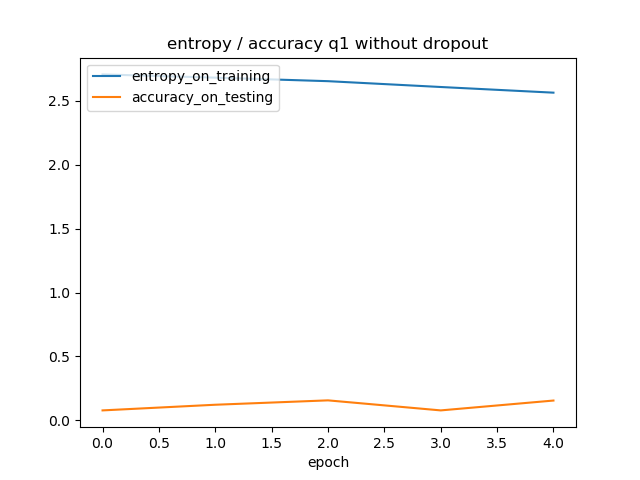 entropy / accuracy q1 without dropout
entropy_on_training
accuracy_on_testing
2.5
2.0
1.5
1.0
0.5
0.0
0.0 0.5 1.0 1.5 2.0 2.5 3.0 3.5 4.0
epoch